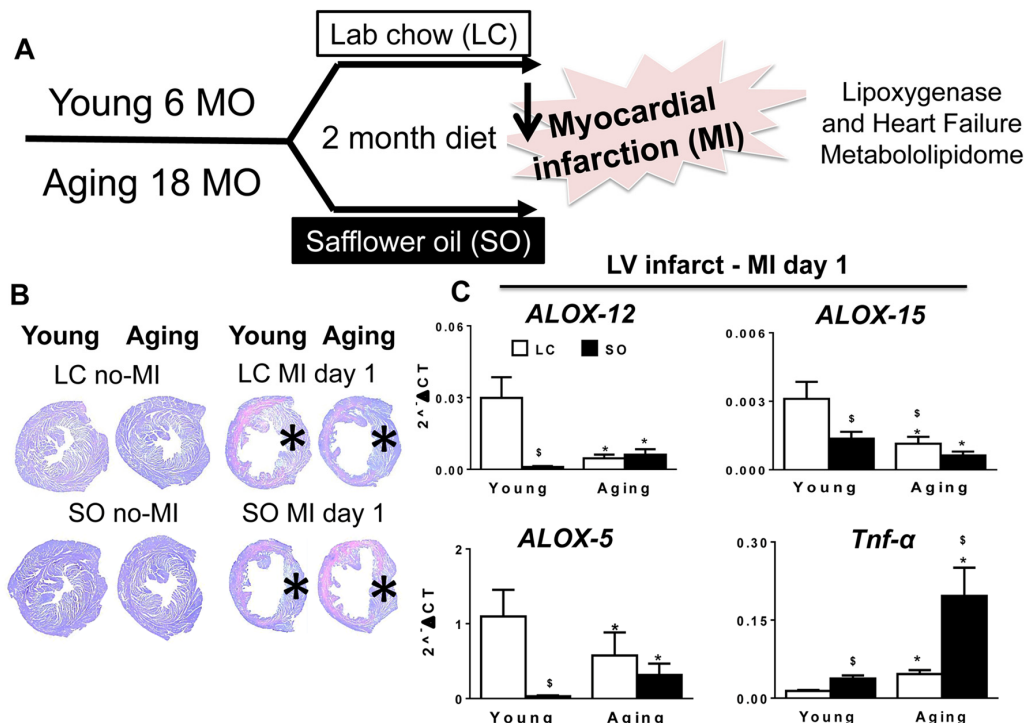 A
Lab chow (LC)
Young 6 MO
Aging 18 MO
2 month diet
Safflower oil (SO)
Myocardial
infarction (MI)
Lipoxygenase
and Heart Failure
Metabololipidome
B
Young Aging Young Aging
LC no-MI LC MI day 1
* *
SO no-MI SO MI day 1
* *
LV infarct - MI day 1
C
ALOX-12
LC SO
2^-ΔCT
0.06
0.03
0.00
$ * *
Young Aging
ALOX-15
0.006
0.003
0.000
$ $ * *
Young Aging
ALOX-5
2^-ΔCT
2
1
0
$ * *
Young Aging
Tnf-α
0.30
0.15
0.00
$ * $ *
Young Aging